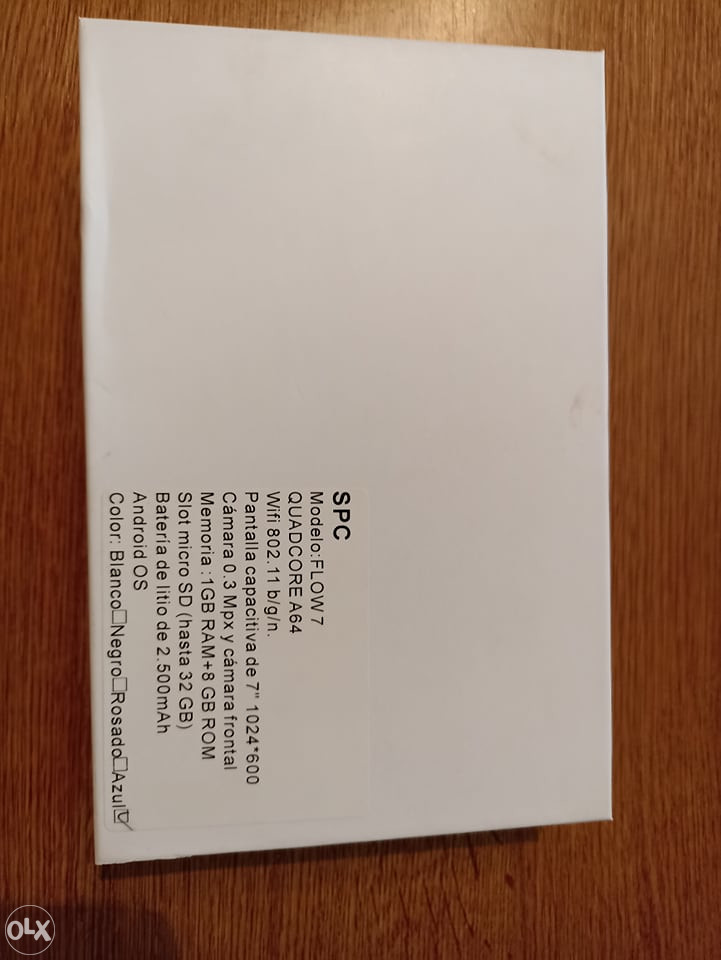 SPC
Modelo:FLOW7
QUADCORE A64
Wifi 802.11 b/g/n.
Pantalla capacitiva de 7" 1024*600
Cámara 0.3 Mpx y cámara frontal
Memoria :1GB RAM+8 GB ROM
Slot micro SD (hasta 32 GB)
Batería de litio de 2.500mAh
Android OS
Color: Blanco☐Negro☐Rosado☐Azul☑
OLX